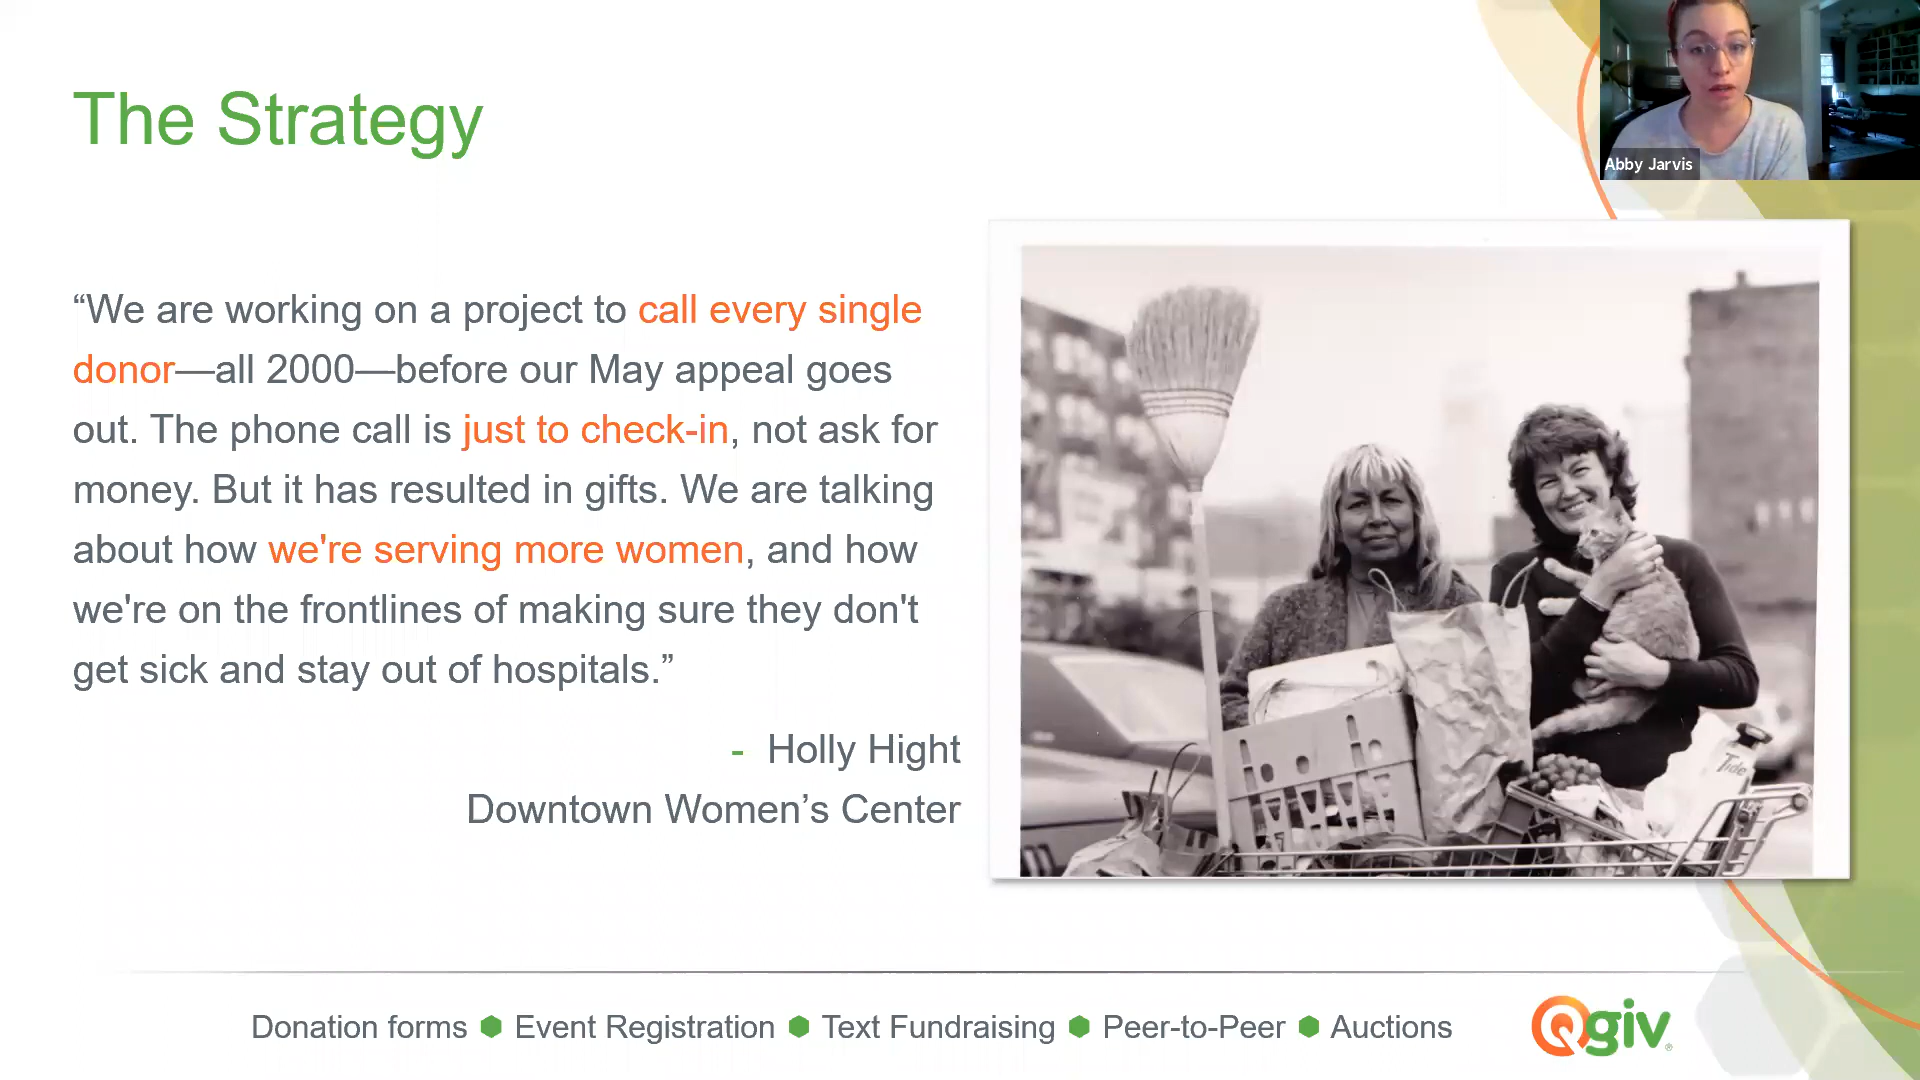 The Strategy
Abby Jarvis
“We are working on a project to call every single
donor—all 2000—before our May appeal goes
out. The phone call is just to check-in, not ask for
money. But it has resulted in gifts. We are talking
about how we're serving more women, and how
we're on the frontlines of making sure they don't
get sick and stay out of hospitals.”
- Holly Hight
Downtown Women’s Center
Tide
Donation forms ⬢ Event Registration ⬢ Text Fundraising ⬢ Peer-to-Peer ⬢ Auctions
Qgiv®